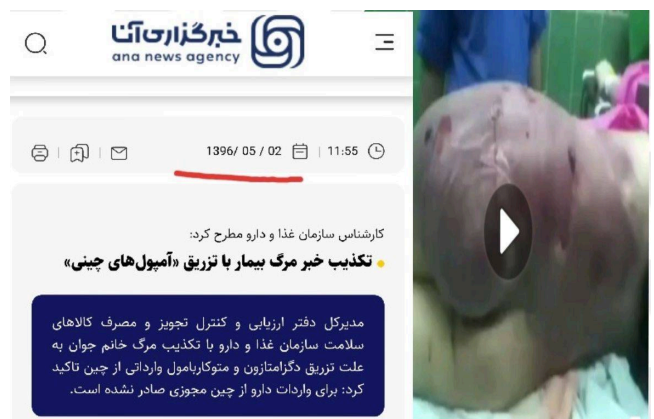 خبرگزاری آنا
ana news agency
11:55 | 1396/ 05 / 02
کارشناس سازمان غذا و دارو مطرح کرد:
تکذیب خبر مرگ بیمار با تزریق «آمپول‌های چینی»
مدیرکل دفتر ارزیابی و کنترل تجویز و مصرف کالاهای
سلامت سازمان غذا و دارو با تکذیب مرگ خانم جوان به
علت تزریق دگزامتازون و متوکاربامول وارداتی از چین تاکید
کرد: برای واردات دارو از چین مجوزی صادر نشده است.